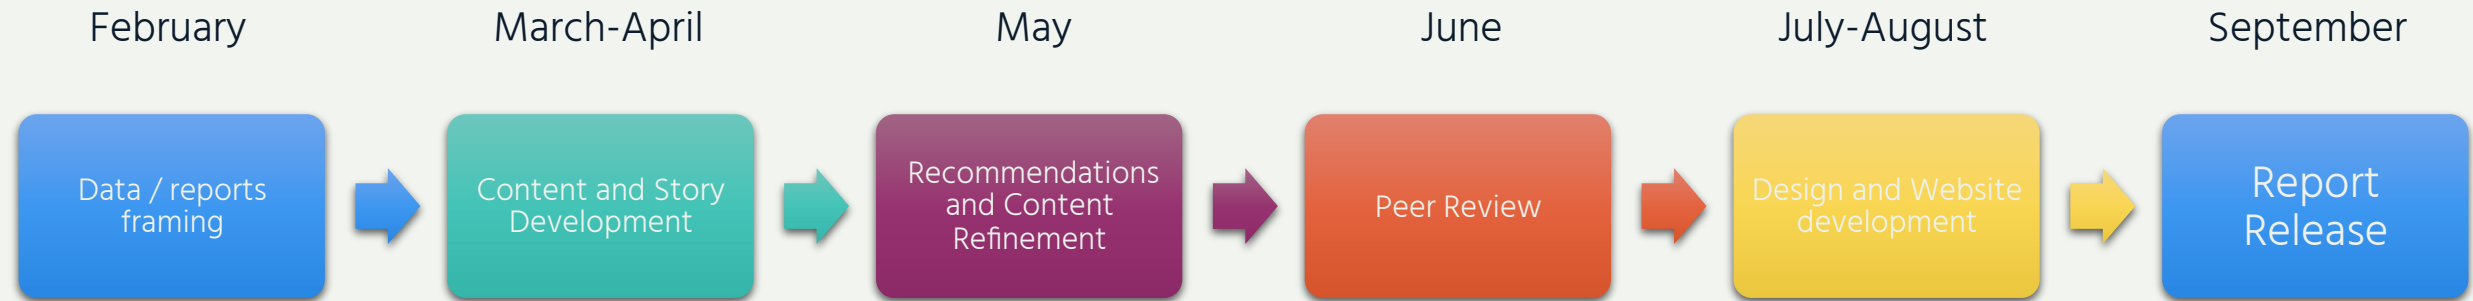 February
March-April
May
June
July-August
September
Data / reports
framing
Content and Story
Development
Recommendations
and Content
Refinement
Peer Review
Design and Website
development
Report
Release